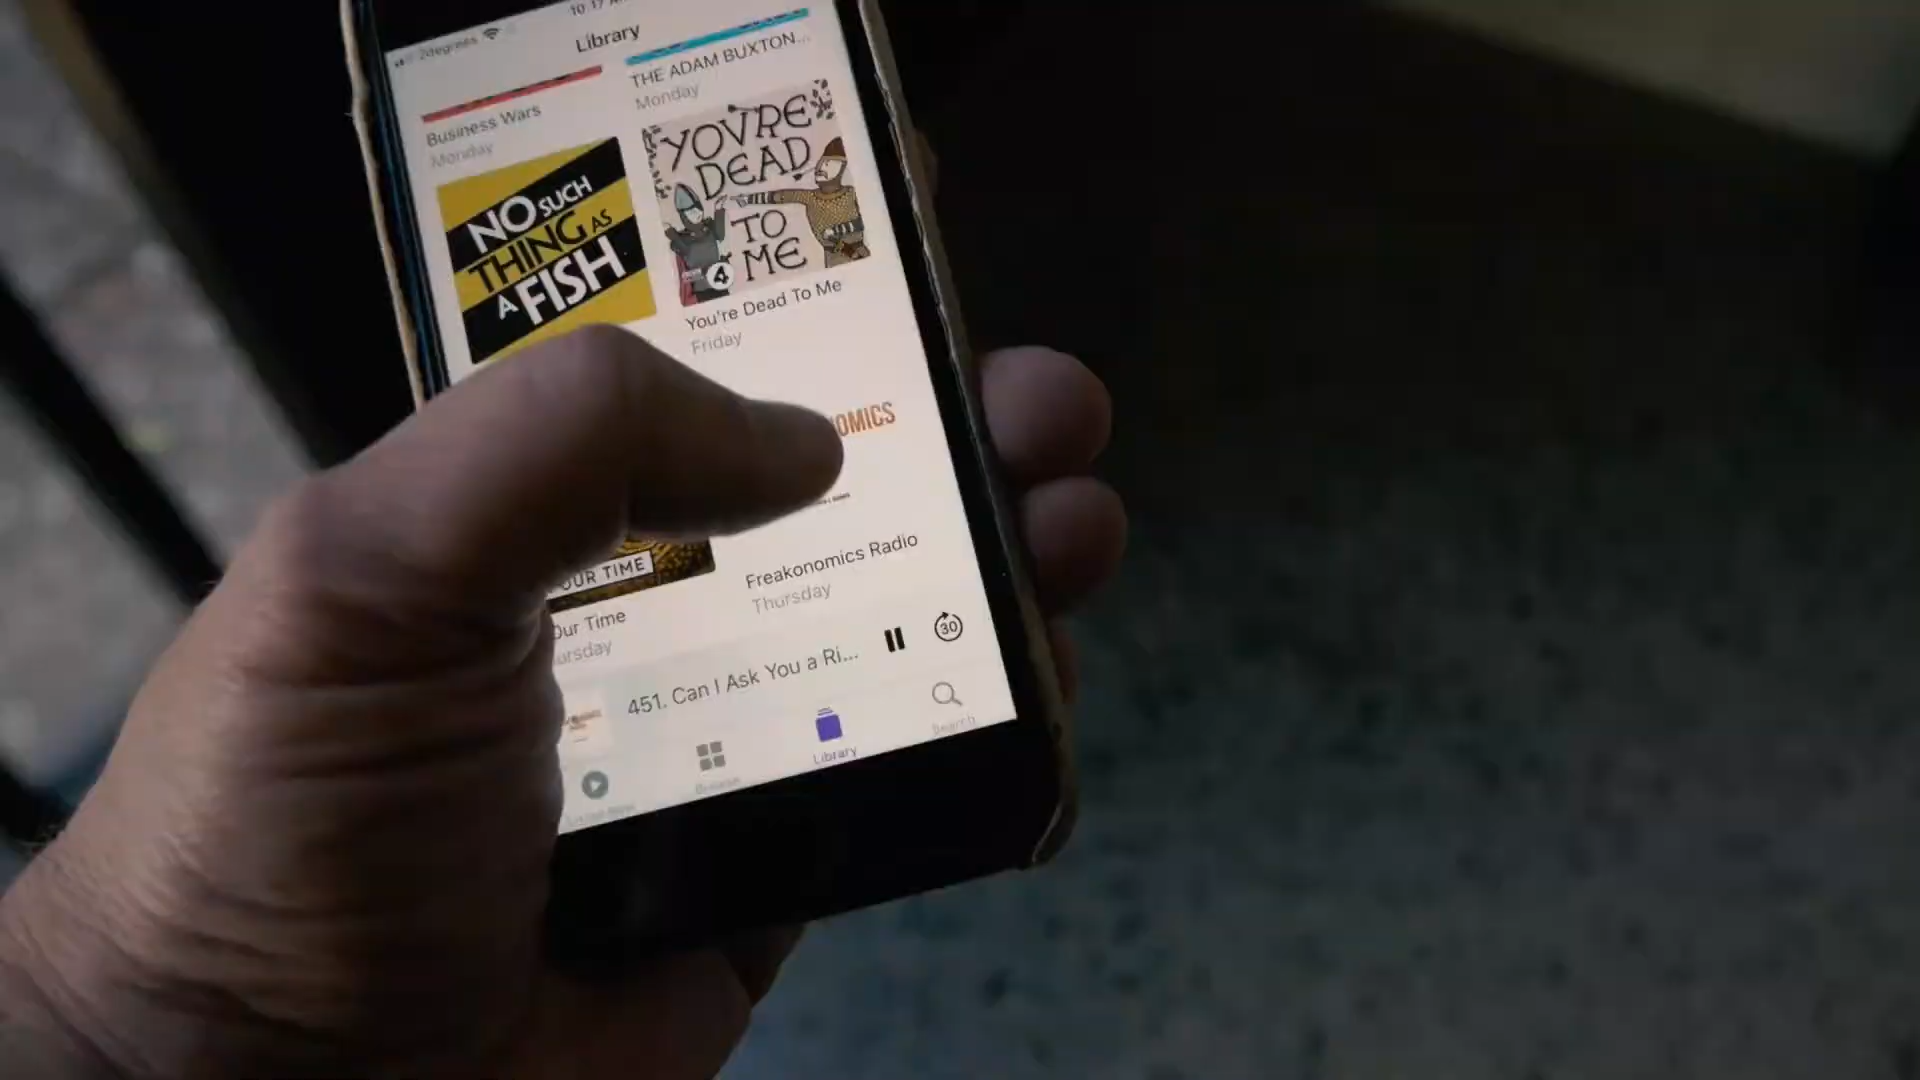 2degrees
Library
Business Wars
Monday
THE ADAM BUXTON...
Monday
NO SUCH
THING AS
A FISH
YOU'RE
DEAD
TO
ME
4
You're Dead To Me
Friday
OMICS
OUR TIME
Our Time
Freakonomics Radio
Thursday
451. Can I Ask You a Ri...
30
Browse
Library
Search